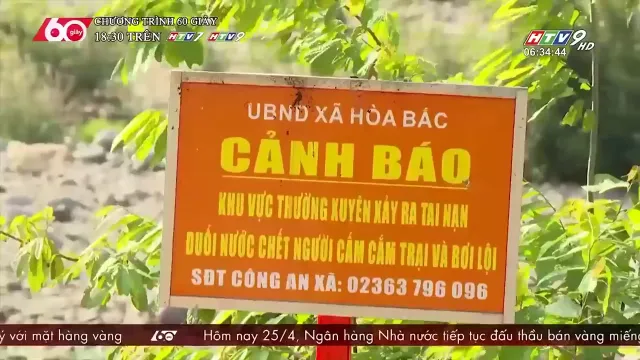 60 giây
CHƯƠNG TRÌNH 60 GIÂY
18:30 TRÊN HTV7 HTV9
HTV9 HD
06:34:44
UBND XÃ HÒA BẮC
CẢNH BÁO
KHU VỰC THƯỜNG XUYÊN XẢY RA TAI NẠN
ĐUỐI NƯỚC CHẾT NGƯỜI CẤM CẮM TRẠI VÀ BƠI LỘI
SĐT CÔNG AN XÃ: 02363 796 096
ý với mặt hàng vàng 60 Hôm nay 25/4, Ngân hàng Nhà nước tiếp tục đấu thầu bán vàng miến